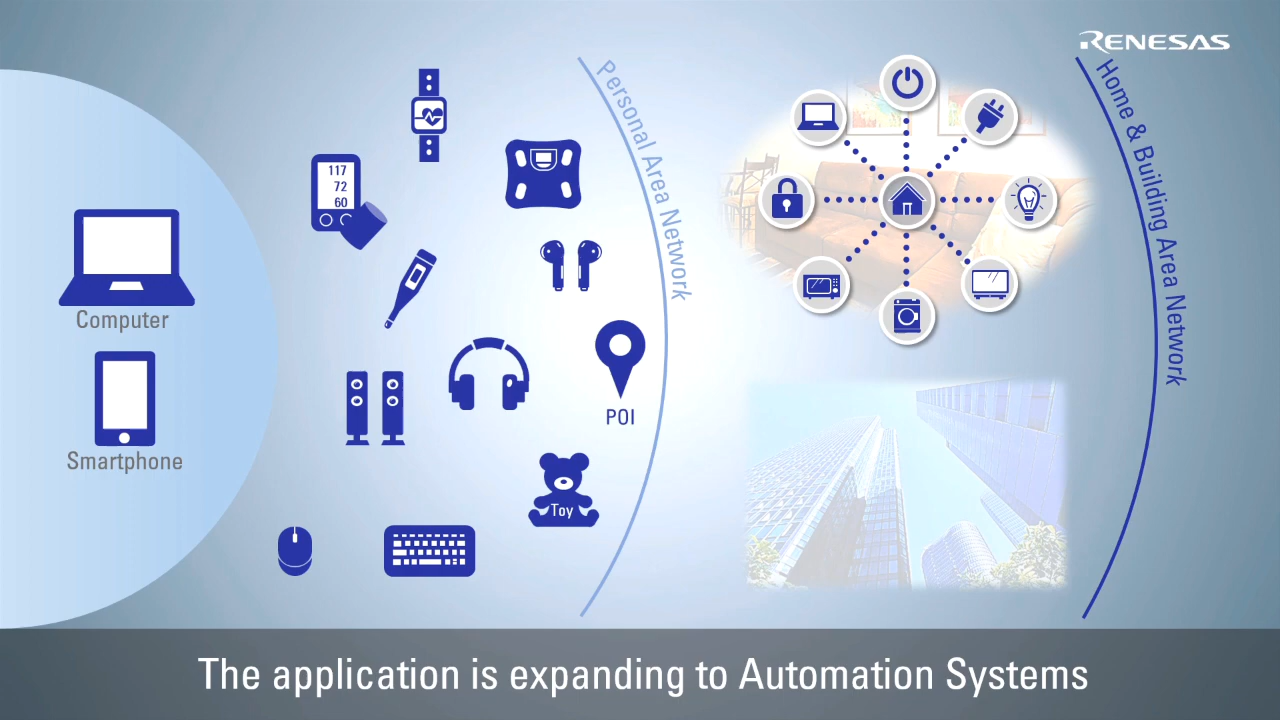 RENESAS
Personal Area Network
Home & Building Area Network
117
72
60
Computer
Smartphone
POI
Toy
The application is expanding to Automation Systems